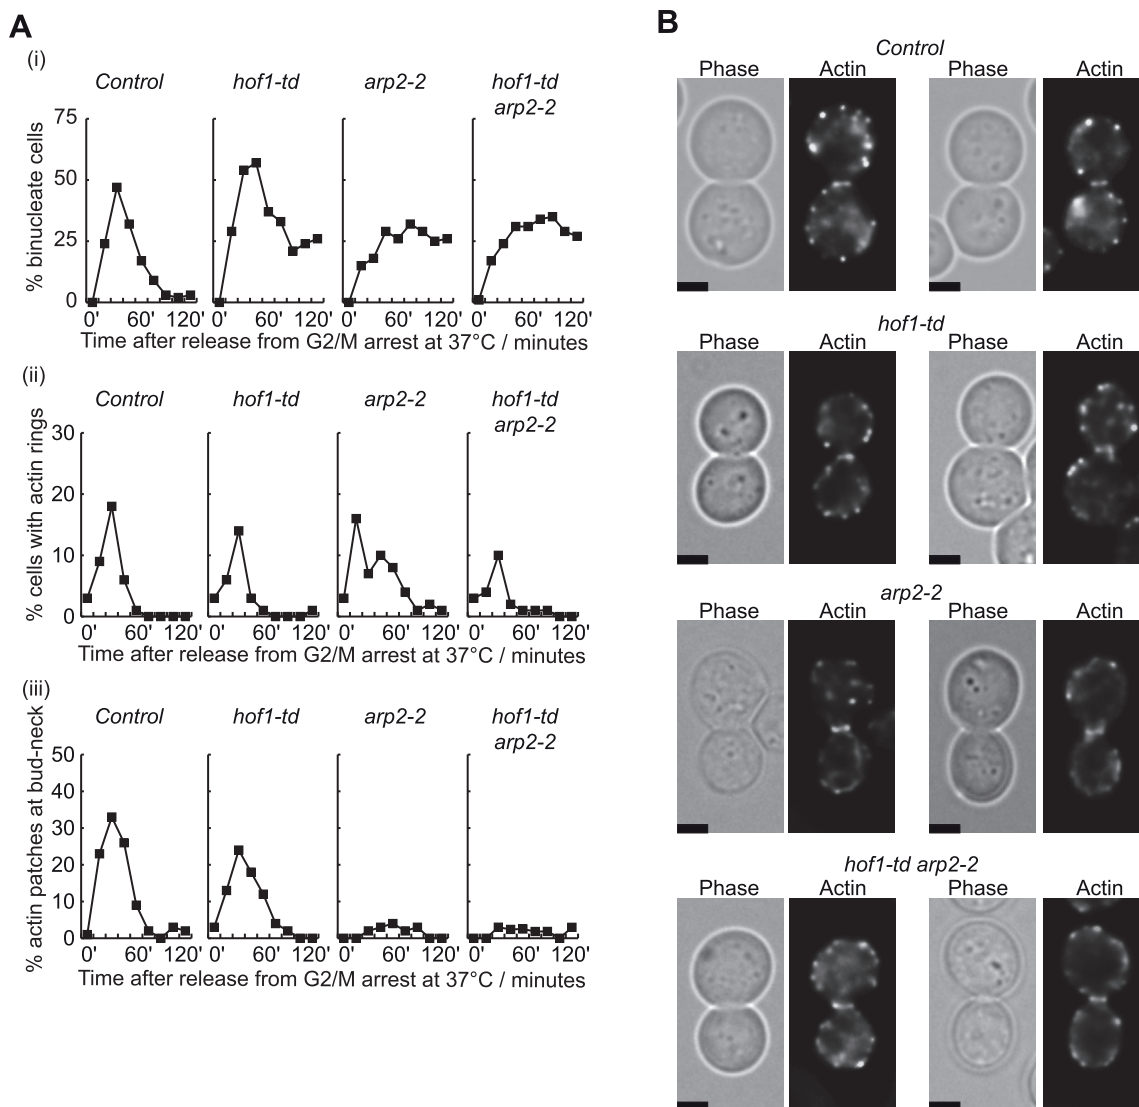 A
(i)
Control hof1-td arp2-2 hof1-td
arp2-2
% binucleate cells
75
50
25
0
0' 60' 120' 0' 60' 120' 0' 60' 120' 0' 60' 120'
Time after release from G2/M arrest at 37°C / minutes
(ii)
Control hof1-td arp2-2 hof1-td
arp2-2
% cells with actin rings
30
20
10
0
0' 60' 120' 0' 60' 120' 0' 60' 120' 0' 60' 120'
Time after release from G2/M arrest at 37°C / minutes
(iii)
Control hof1-td arp2-2 hof1-td
arp2-2
% actin patches at bud-neck
50
40
30
20
10
0
0' 60' 120' 0' 60' 120' 0' 60' 120' 0' 60' 120'
Time after release from G2/M arrest at 37°C / minutes
B
Control
Phase Actin Phase Actin
hof1-td
Phase Actin Phase Actin
arp2-2
Phase Actin Phase Actin
hof1-td arp2-2
Phase Actin Phase Actin